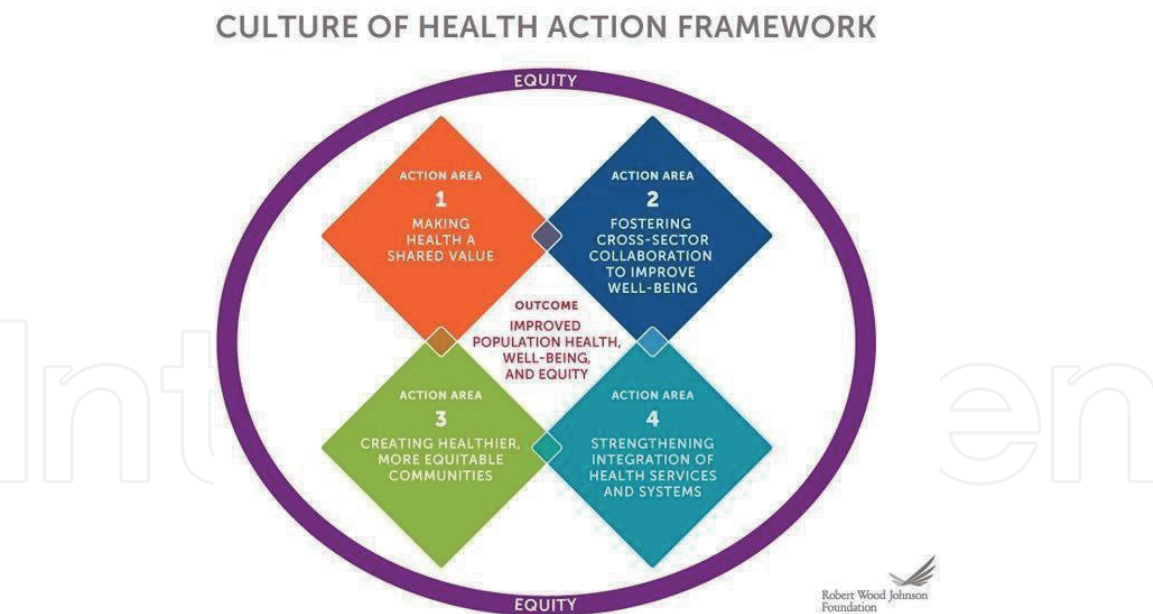 CULTURE OF HEALTH ACTION FRAMEWORK
EQUITY
ACTION AREA
1
MAKING
HEALTH A
SHARED VALUE
ACTION AREA
2
FOSTERING
CROSS-SECTOR
COLLABORATION
TO IMPROVE
WELL-BEING
OUTCOME
IMPROVED
POPULATION HEALTH,
WELL-BEING,
AND EQUITY
ACTION AREA
3
CREATING HEALTHIER,
MORE EQUITABLE
COMMUNITIES
ACTION AREA
4
STRENGTHENING
INTEGRATION OF
HEALTH SERVICES
AND SYSTEMS
EQUITY
Robert Wood Johnson
Foundation